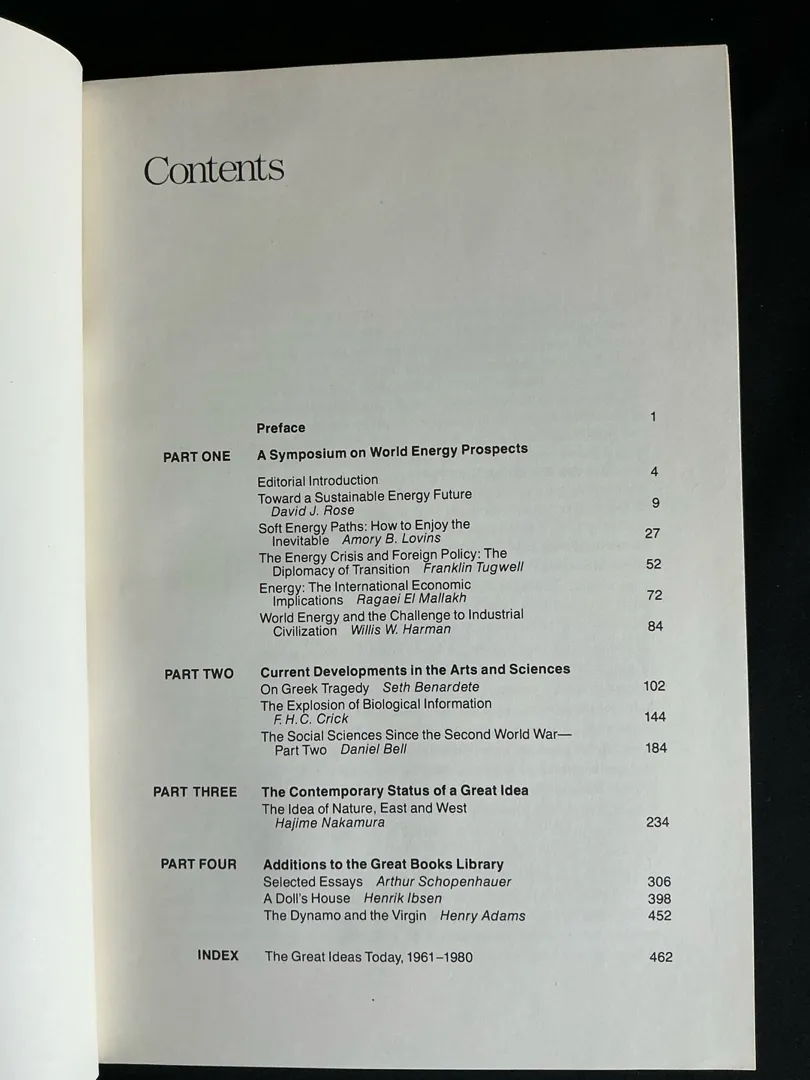 Contents
Preface 1
PART ONE A Symposium on World Energy Prospects
Editorial Introduction 4
Toward a Sustainable Energy Future
David J. Rose 9
Soft Energy Paths: How to Enjoy the
Inevitable Amory B. Lovins 27
The Energy Crisis and Foreign Policy: The
Diplomacy of Transition Franklin Tugwell 52
Energy: The International Economic
Implications Ragaei El Mallakh 72
World Energy and the Challenge to Industrial
Civilization Willis W. Harman 84
PART TWO Current Developments in the Arts and Sciences
On Greek Tragedy Seth Benardete 102
The Explosion of Biological Information
F. H. C. Crick 144
The Social Sciences Since the Second World War—
Part Two Daniel Bell 184
PART THREE The Contemporary Status of a Great Idea
The Idea of Nature, East and West
Hajime Nakamura 234
PART FOUR Additions to the Great Books Library
Selected Essays Arthur Schopenhauer 306
A Doll's House Henrik Ibsen 398
The Dynamo and the Virgin Henry Adams 452
INDEX The Great Ideas Today, 1961–1980 462